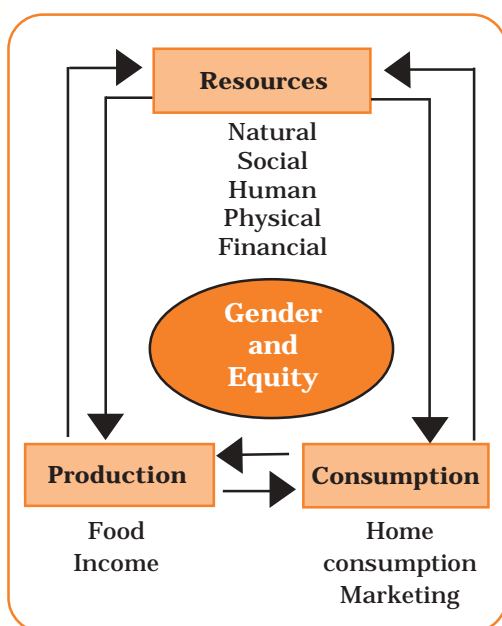 Resources
Natural
Social
Human
Physical
Financial
Gender
and
Equity
Production
Food
Income
Consumption
Home
consumption
Marketing